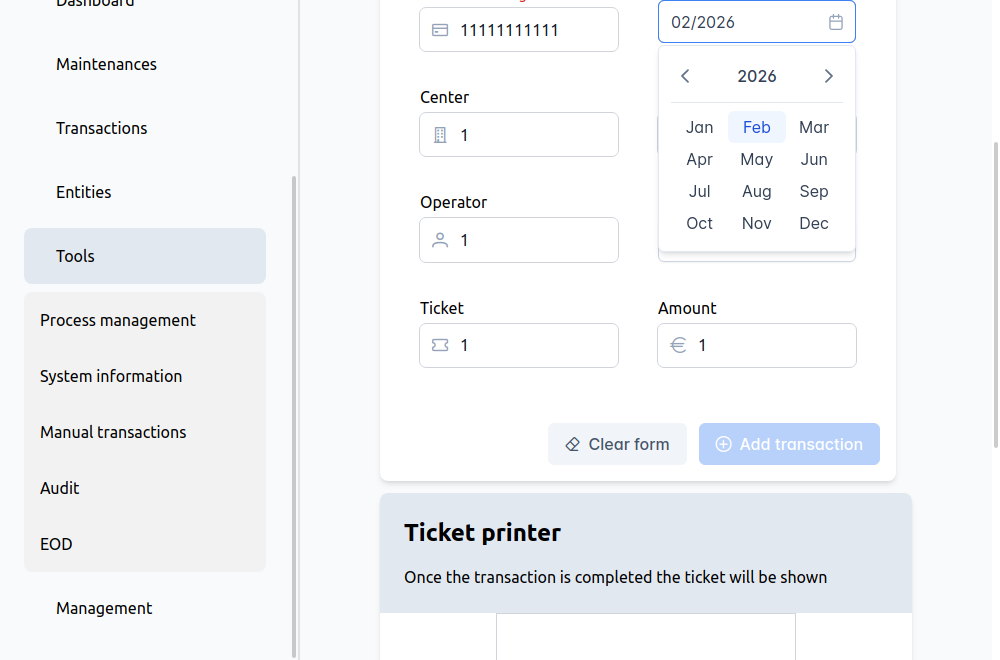 Dashboard
Maintenances
Transactions
Entities
Tools
Process management
System information
Manual transactions
Audit
EOD
Management
11111111111
02/2026
2026
Jan Feb Mar
Apr May Jun
Jul Aug Sep
Oct Nov Dec
Center
1
Operator
1
Ticket
1
Amount
1
Clear form
Add transaction
Ticket printer
Once the transaction is completed the ticket will be shown